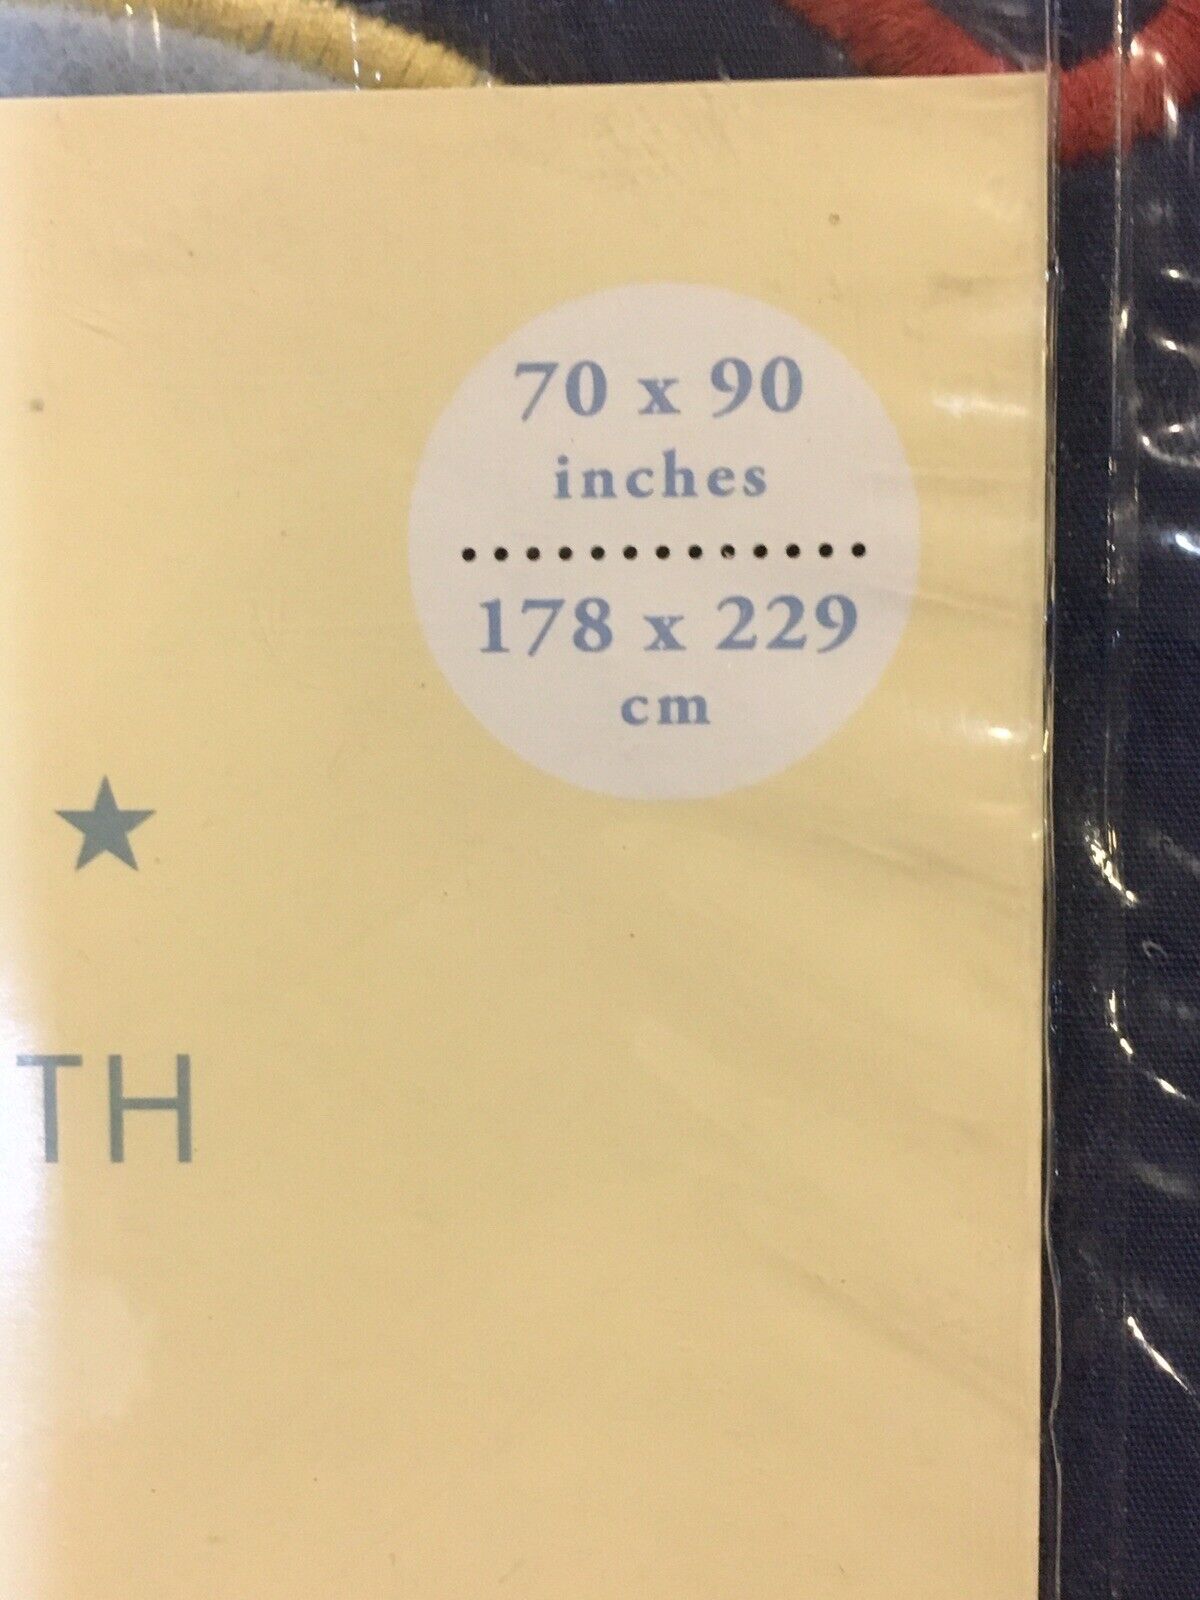 70 x 90
inches
178 x 229
cm
TH